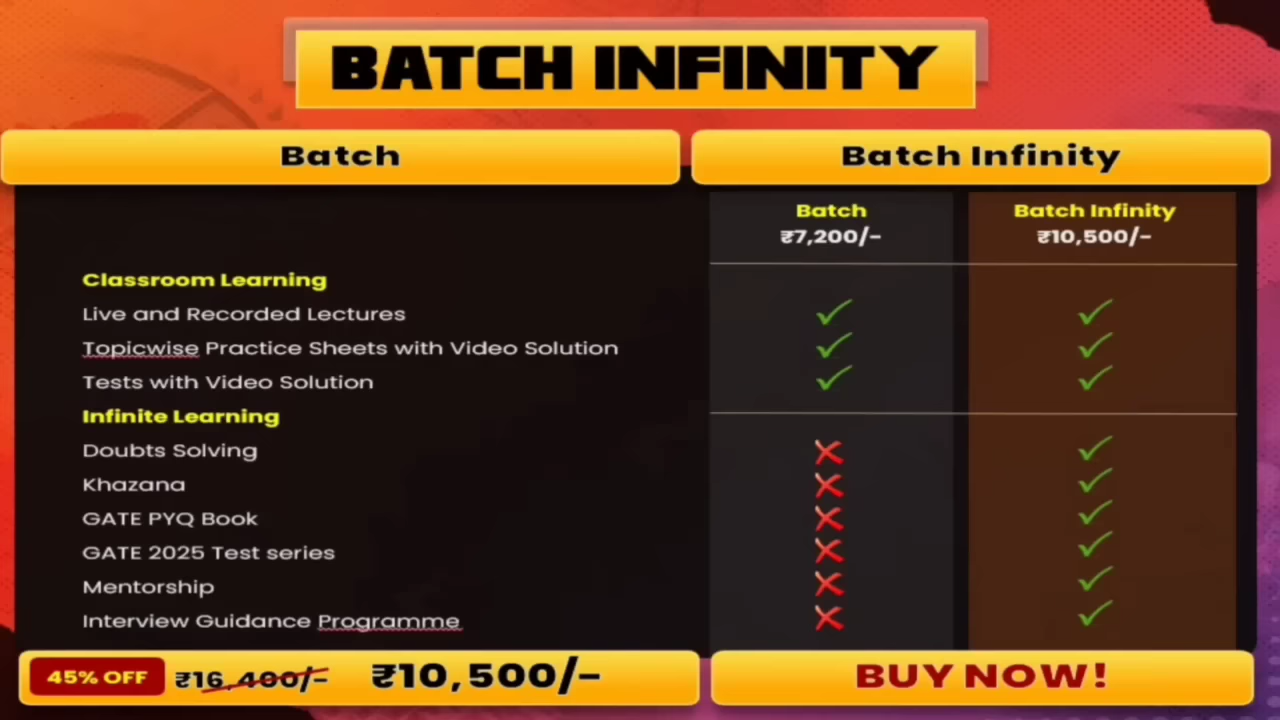 BATCH INFINITY
Batch
Batch Infinity
Batch
Batch Infinity
₹7,200/-
₹10,500/-
Classroom Learning
Live and Recorded Lectures
Topicwise Practice Sheets with Video Solution
Tests with Video Solution
Infinite Learning
Doubts Solving
Khazana
GATE PYQ Book
GATE 2025 Test series
Mentorship
Interview Guidance Programme
45% OFF ₹16,400/- ₹10,500/-
BUY NOW!